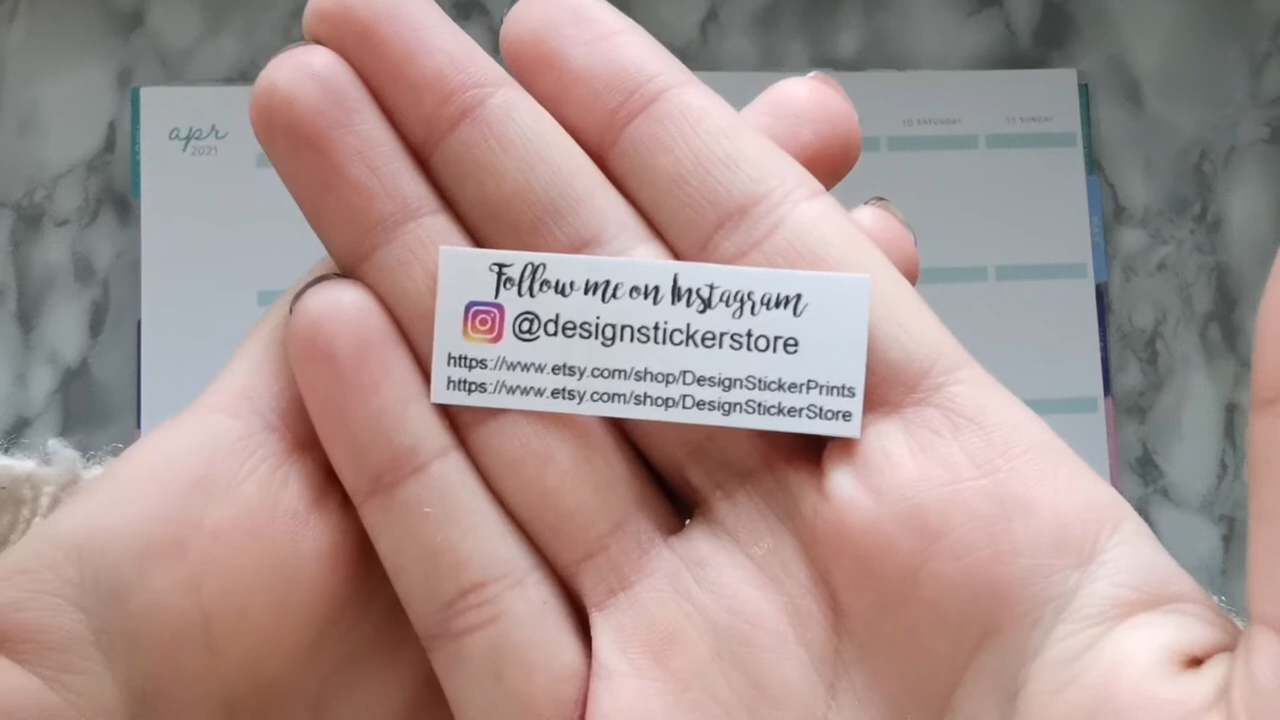 apr
2021
10 SATURDAY
11 SUNDAY
Follow me on Instagram
@designstickerstore
https://www.etsy.com/shop/DesignStickerPrints
https://www.etsy.com/shop/DesignStickerStore